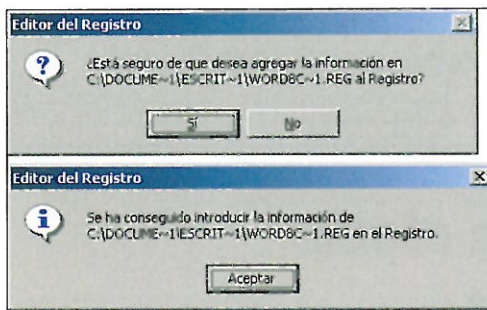 Editor del Registro
¿Está seguro de que desea agregar la información en
C:\DOCUME~1\ESCRIT~1\WORD8C~1.REG al Registro?
Sí
No
Editor del Registro
Se ha conseguido introducir la información de
C:\DOCUME~1\ESCRIT~1\WORD8C~1.REG en el Registro.
Aceptar